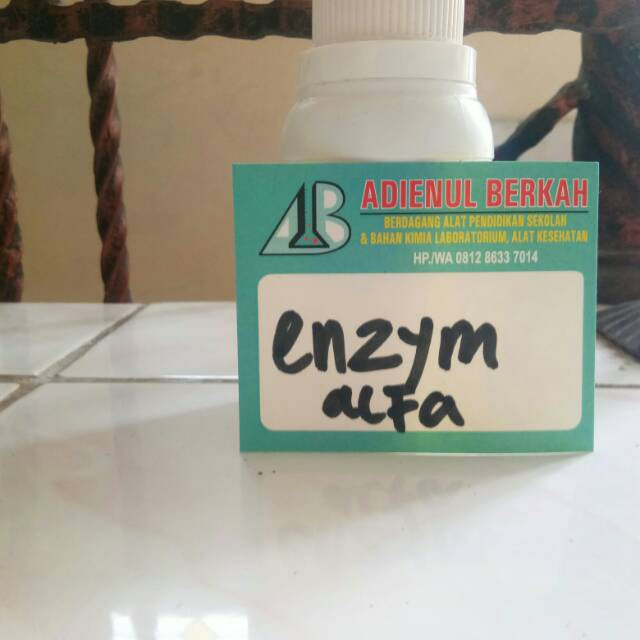 AB
ADIENUL BERKAH
BERDAGANG ALAT PENDIDIKAN SEKOLAH
& BAHAN KIMIA LABORATORIUM, ALAT KESEHATAN
HP./WA 0812 8633 7014
enzym
alfa